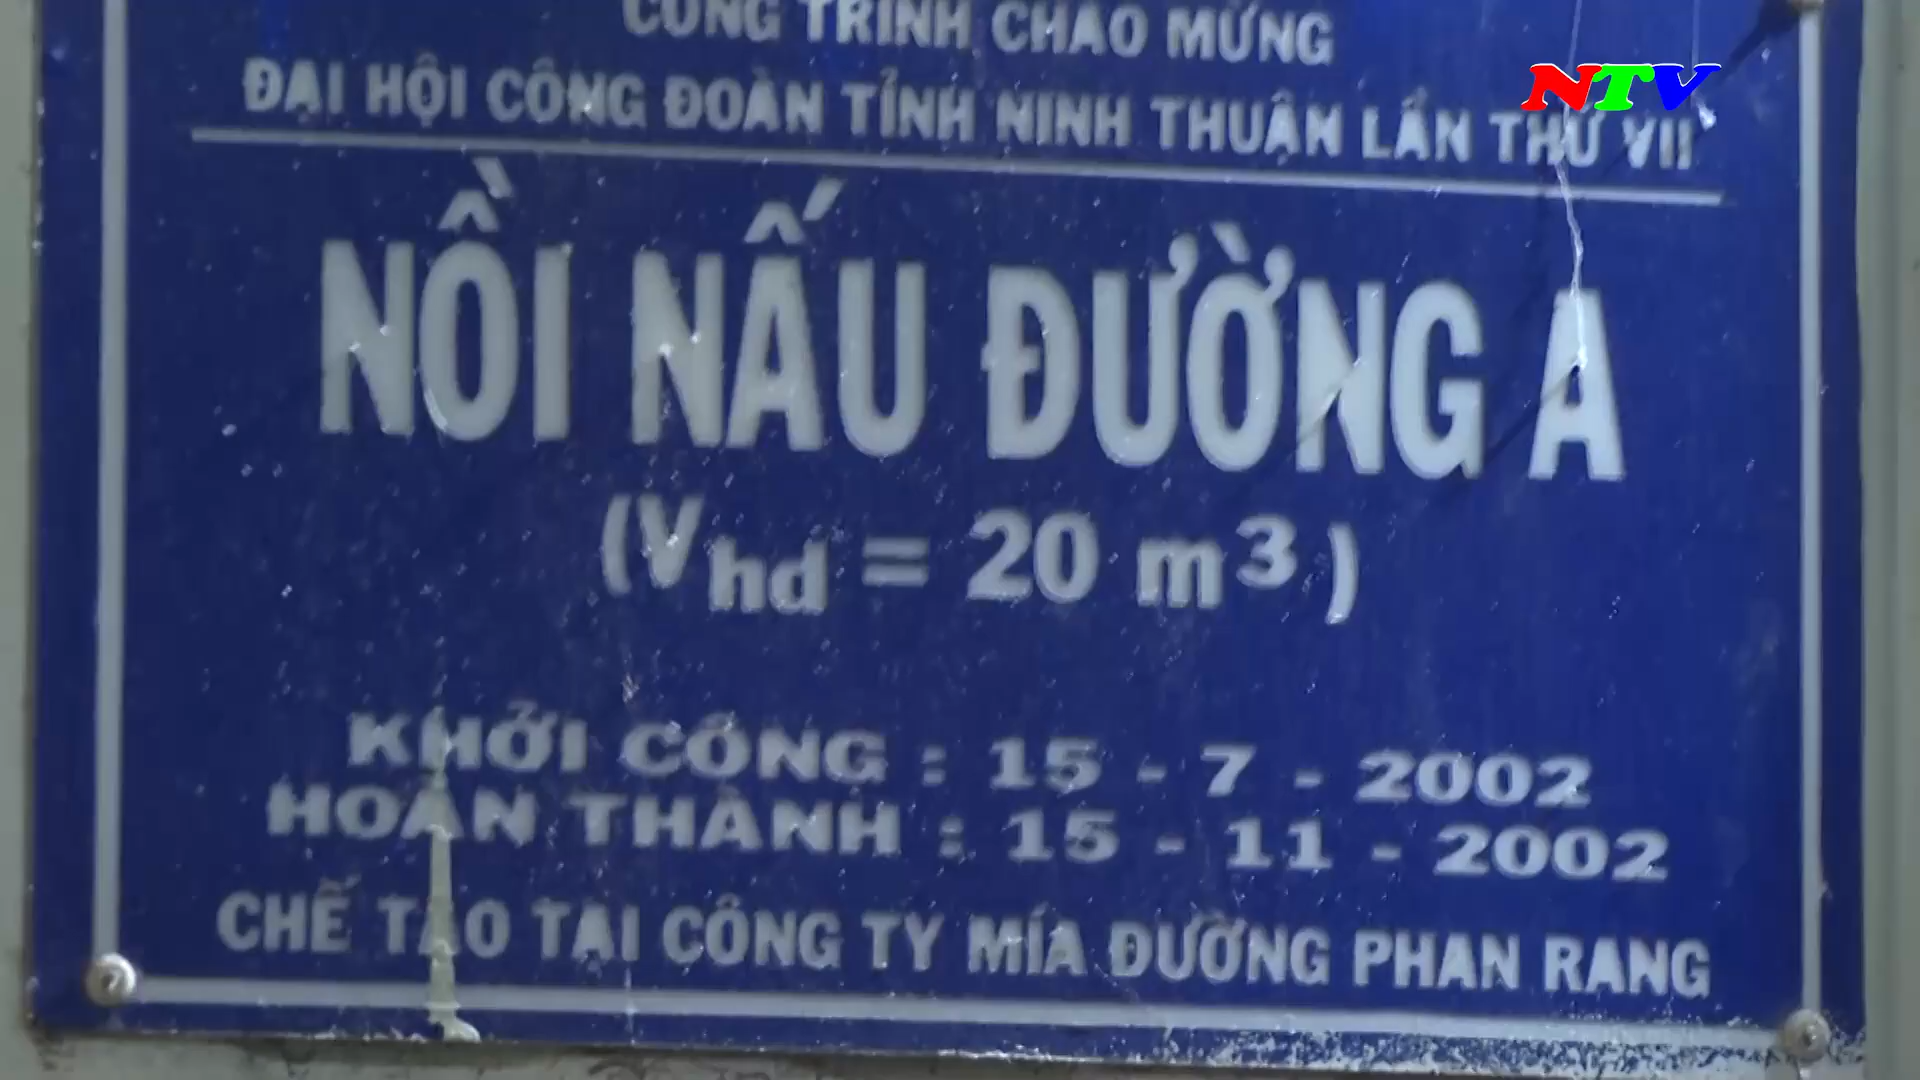 CÔNG TRÌNH CHÀO MỪNG
NTV
ĐẠI HỘI CÔNG ĐOÀN TỈNH NINH THUẬN LẦN THỨ VII
NỒI NẤU ĐƯỜNG A
(Vhd = 20 m³)
KHỞI CÔNG : 15 - 7 - 2002
HOÀN THÀNH : 15 - 11 - 2002
CHẾ TẠO TẠI CÔNG TY MÍA ĐƯỜNG PHAN RANG